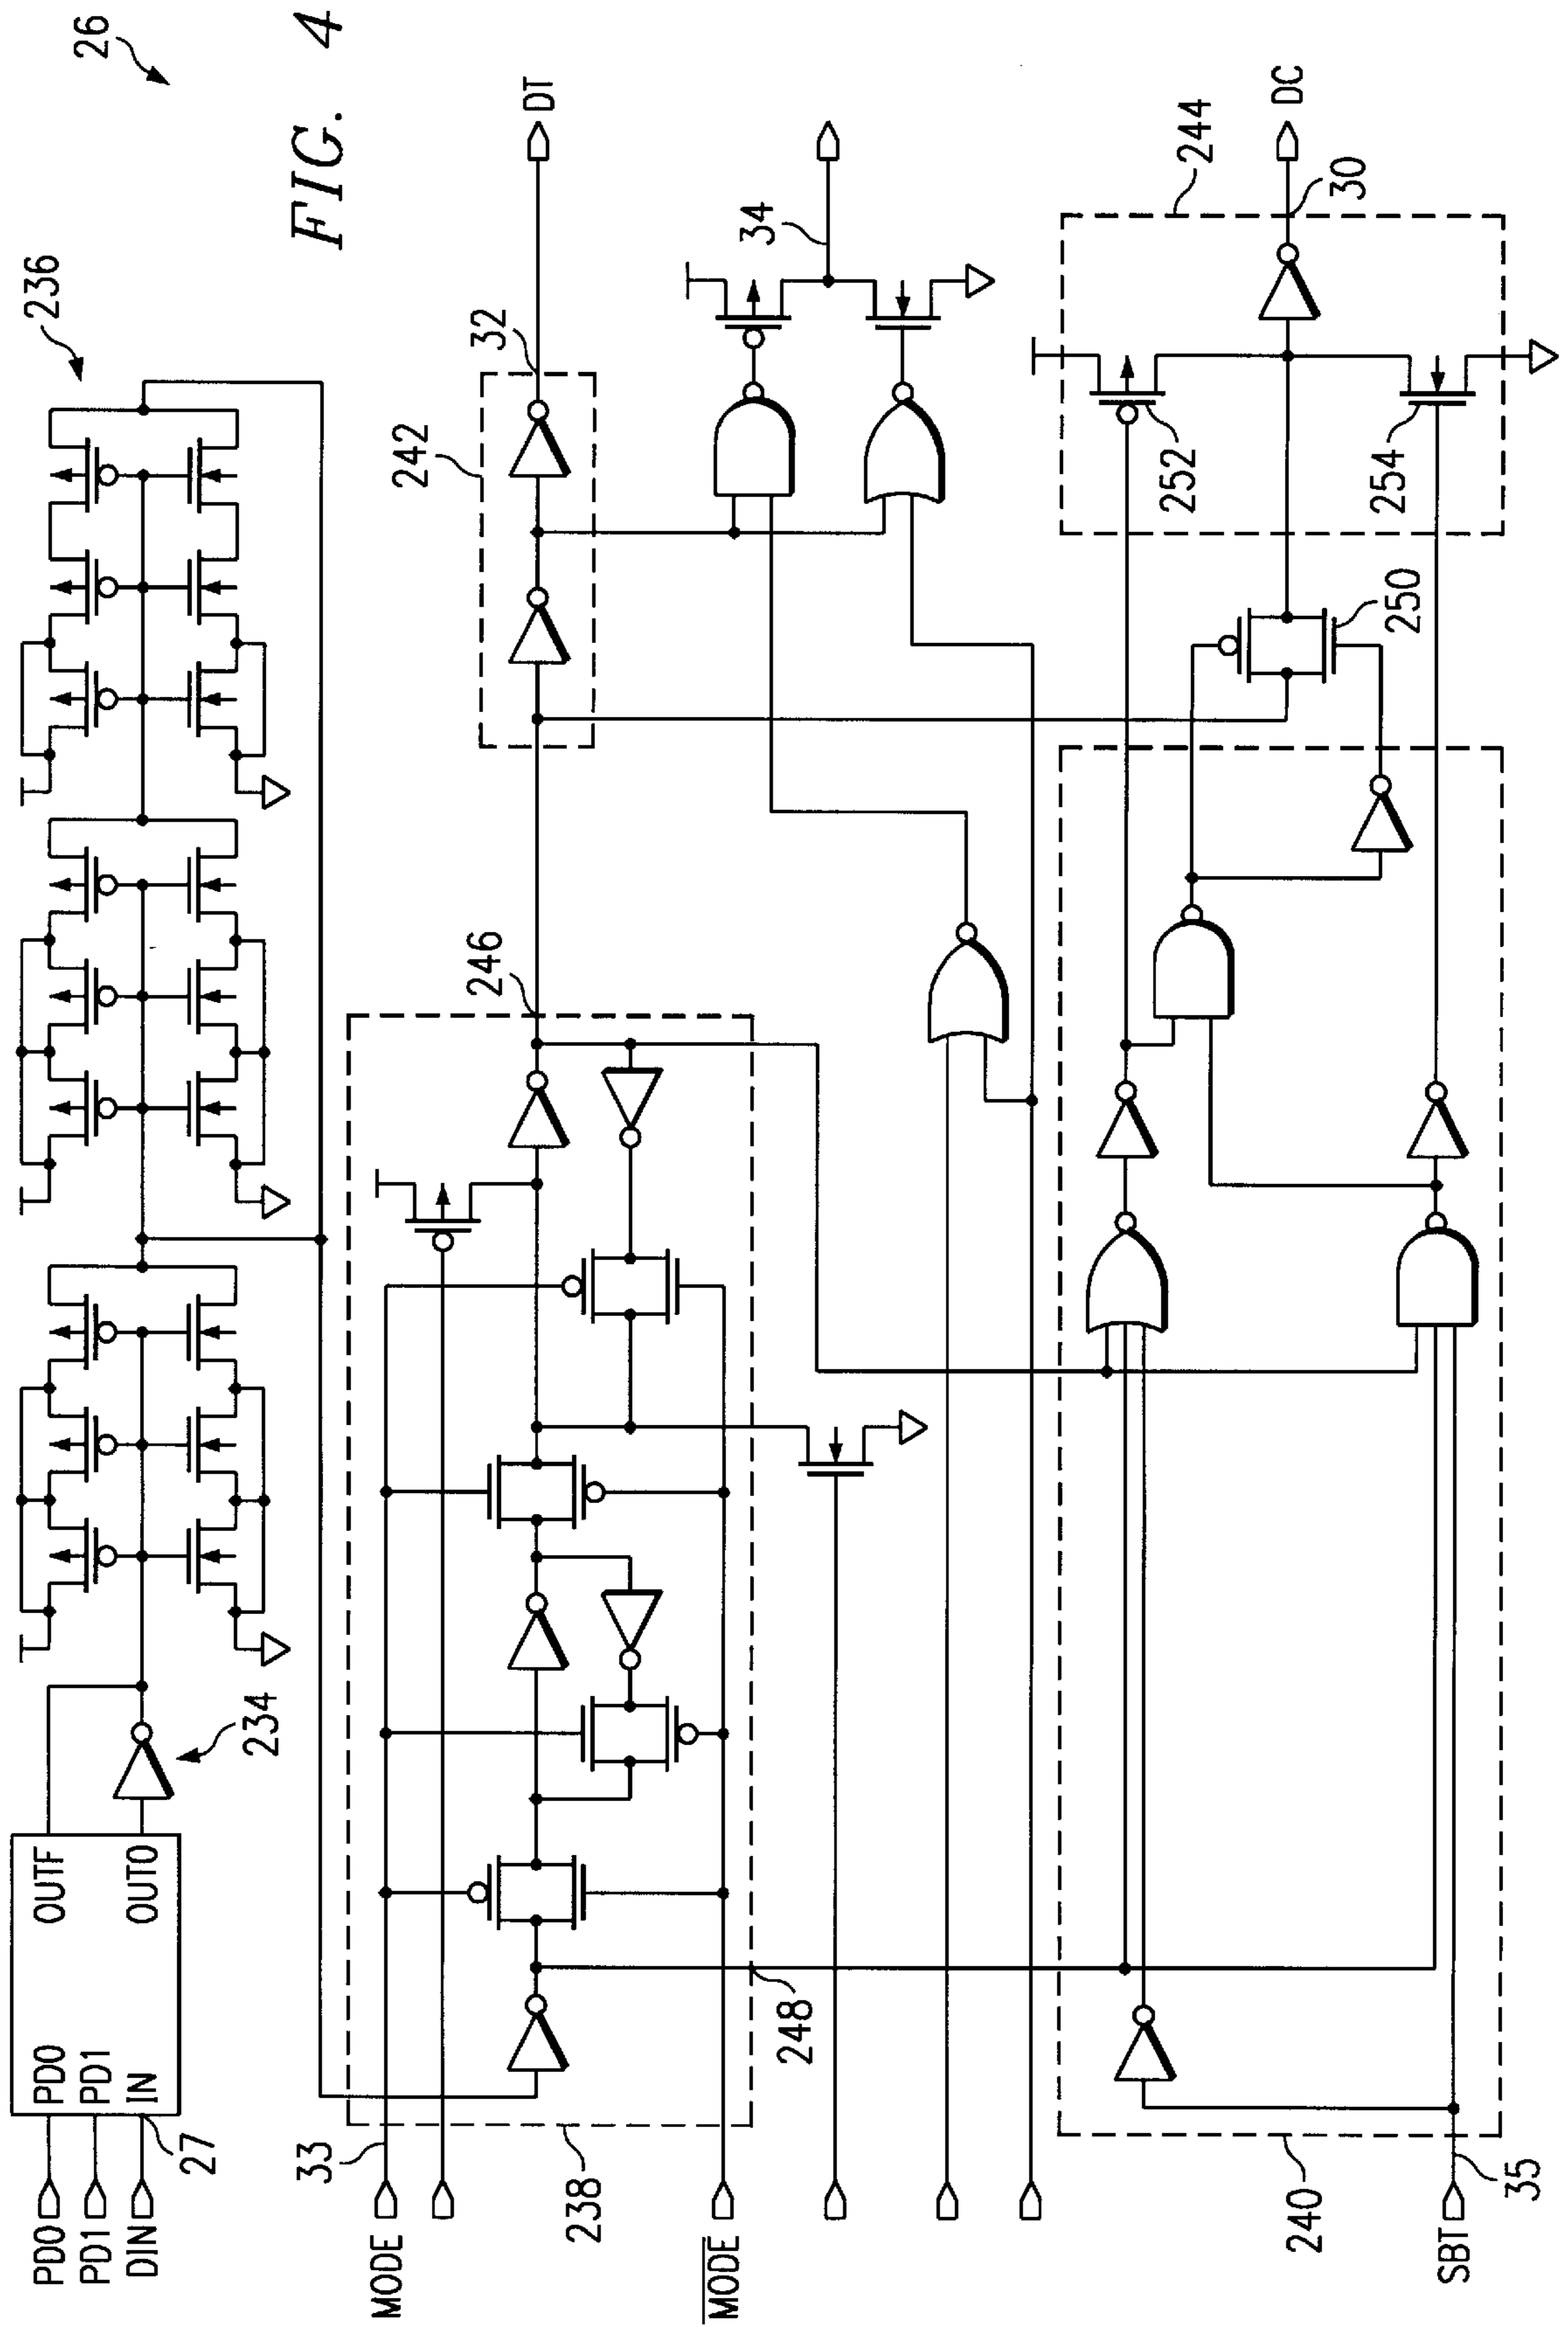 FIG. 4
26
236
PD0
PD1
DIN
PD0
PD1
IN
27
OUTF
OUT0
234
33
MODE
238
MODE
246
248
242
32
DT
34
244
30
DC
252
254
250
240
SBT
35